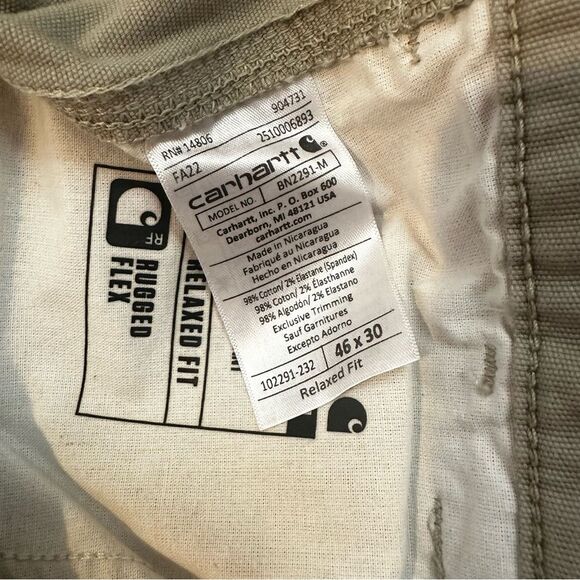 RN# 14806 904731
FA22 2510006893
carhartt
MODEL NO BN2291-M
Carhartt, Inc. P. O. Box 600
Dearborn, MI 48121 USA
carhartt.com
Made in Nicaragua
Fabriqué au Nicaragua
Hecho en Nicaragua
98% Cotton/ 2% Elastane (Spandex)
98% Coton/ 2% Élasthanne
98% Algodón/ 2% Elastano
Exclusive Trimming
Sauf Garnitures
Excepto Adorno
102291-232 46 x 30
Relaxed Fit
RF
RUGGED
FLEX
RELAXED FIT